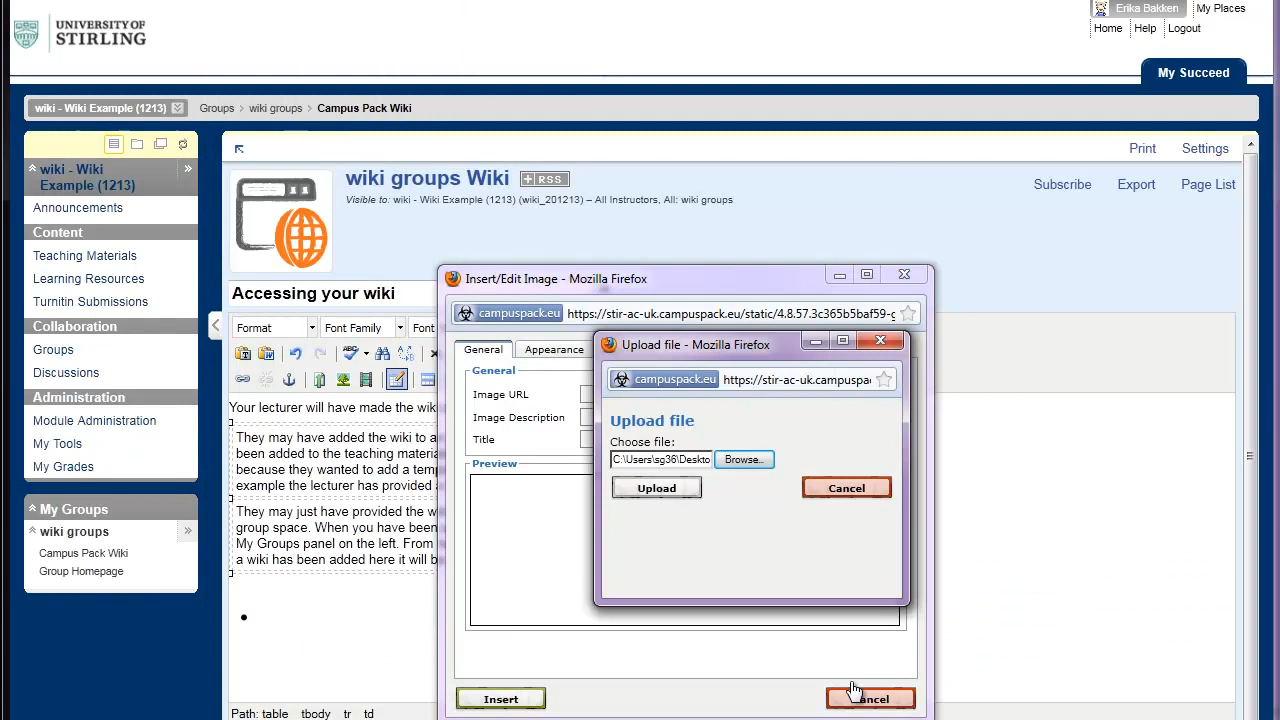 UNIVERSITY OF
STIRLING
Erika Bakken
My Places
Home
Help
Logout
My Succeed
wiki - Wiki Example (1213)
Groups > wiki groups > Campus Pack Wiki
wiki - Wiki
Example (1213)
Announcements
Content
Teaching Materials
Learning Resources
Turnitin Submissions
Collaboration
Groups
Discussions
Administration
Module Administration
My Tools
My Grades
My Groups
wiki groups
Campus Pack Wiki
Group Homepage
Print
Settings
wiki groups Wiki
RSS
Subscribe
Export
Page List
Visible to: wiki - Wiki Example (1213) (wiki_201213) – All Instructors, All: wiki groups
Accessing your wiki
Format
Font Family
Font
Your lecturer will have made the wik
They may have added the wiki to a
been added to the teaching materia
because they wanted to add a temp
example the lecturer has provided
They may just have provided the w
group space. When you have been
My Groups panel on the left. From
a wiki has been added here it will b
Path: table tbody tr td
Insert/Edit Image - Mozilla Firefox
campuspack.eu
https://stir-ac-uk.campuspack.eu/static/4.8.57.3c365b5baf59-g
General
Appearance
General
Image URL
Image Description
Title
Preview
Insert
Cancel
Upload file - Mozilla Firefox
campuspack.eu
https://stir-ac-uk.campuspa
Upload file
Choose file:
C:\Users\sg36\Deskto
Browse..
Upload
Cancel